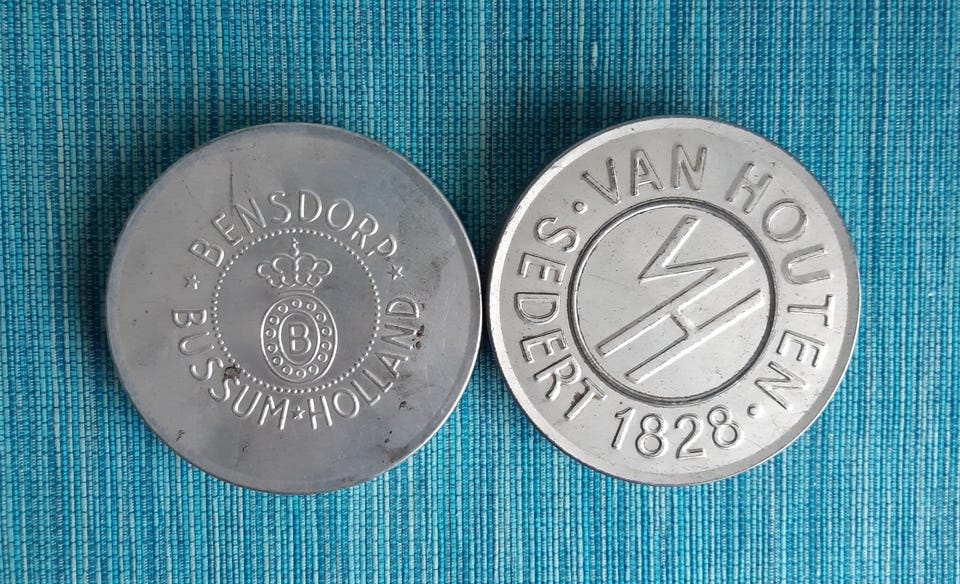 ★ BENSDORP ★
BUSSUM ★ HOLLAND
B
· VAN HOUTEN ·
SEDERT 1828
VH